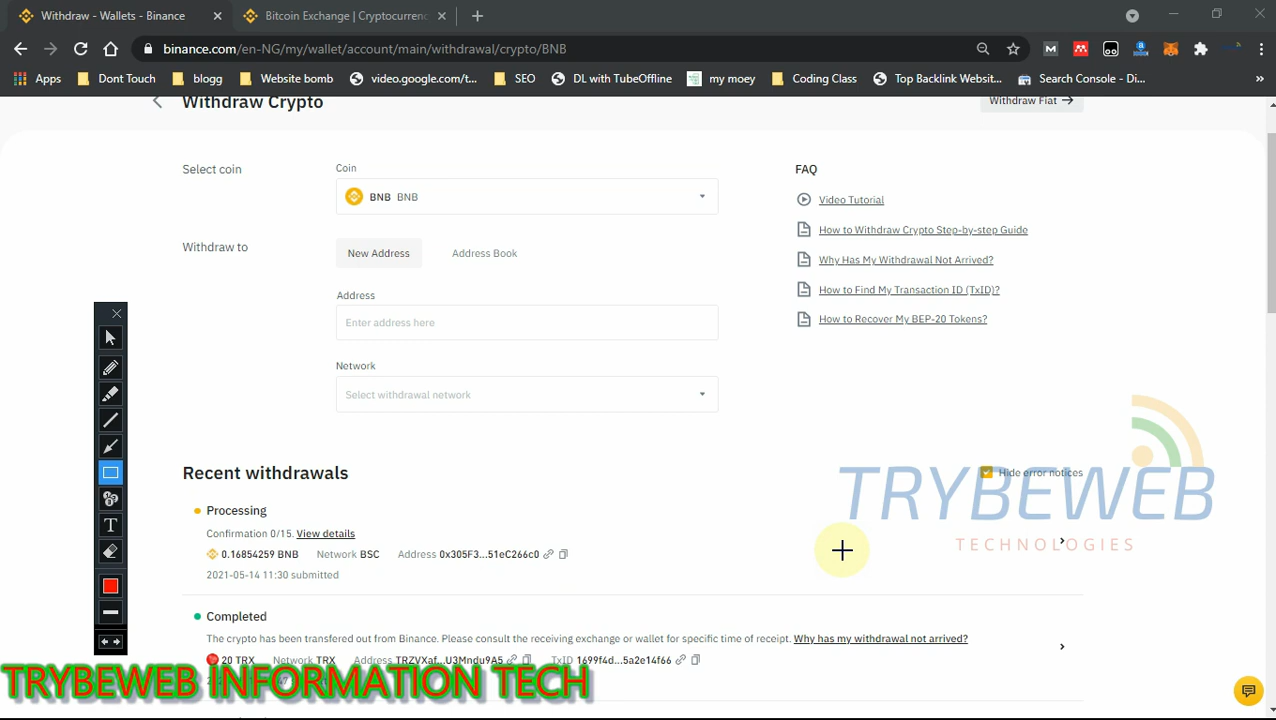 Withdraw - Wallets - Binance
Bitcoin Exchange | Cryptocurrenc
binance.com/en-NG/my/wallet/account/main/withdrawal/crypto/BNB
Apps
Dont Touch
blogg
Website bomb
video.google.com/t...
SEO
DL with TubeOffline
my moey
Coding Class
Top Backlink Websit...
Search Console - Di...
Withdraw Crypto
Withdraw Fiat
Select coin
Coin
BNB BNB
Withdraw to
New Address
Address Book
Address
Enter address here
Network
Select withdrawal network
FAQ
Video Tutorial
How to Withdraw Crypto Step-by-step Guide
Why Has My Withdrawal Not Arrived?
How to Find My Transaction ID (TxID)?
How to Recover My BEP-20 Tokens?
Recent withdrawals
Hide error notices
TRYBEWEB
TECHNOLOGIES
Processing
Confirmation 0/15. View details
0.16854259 BNB Network BSC Address 0x305F3...51eC266c0
2021-05-14 11:30 submitted
Completed
The crypto has been transfered out from Binance. Please consult the receiving exchange or wallet for specific time of receipt. Why has my withdrawal not arrived?
20 TRX Network TRX Address TRZVXaf...U3Mndu9A5 TxID 1699f4d...5a2e14f66
TRYBEWEB INFORMATION TECH